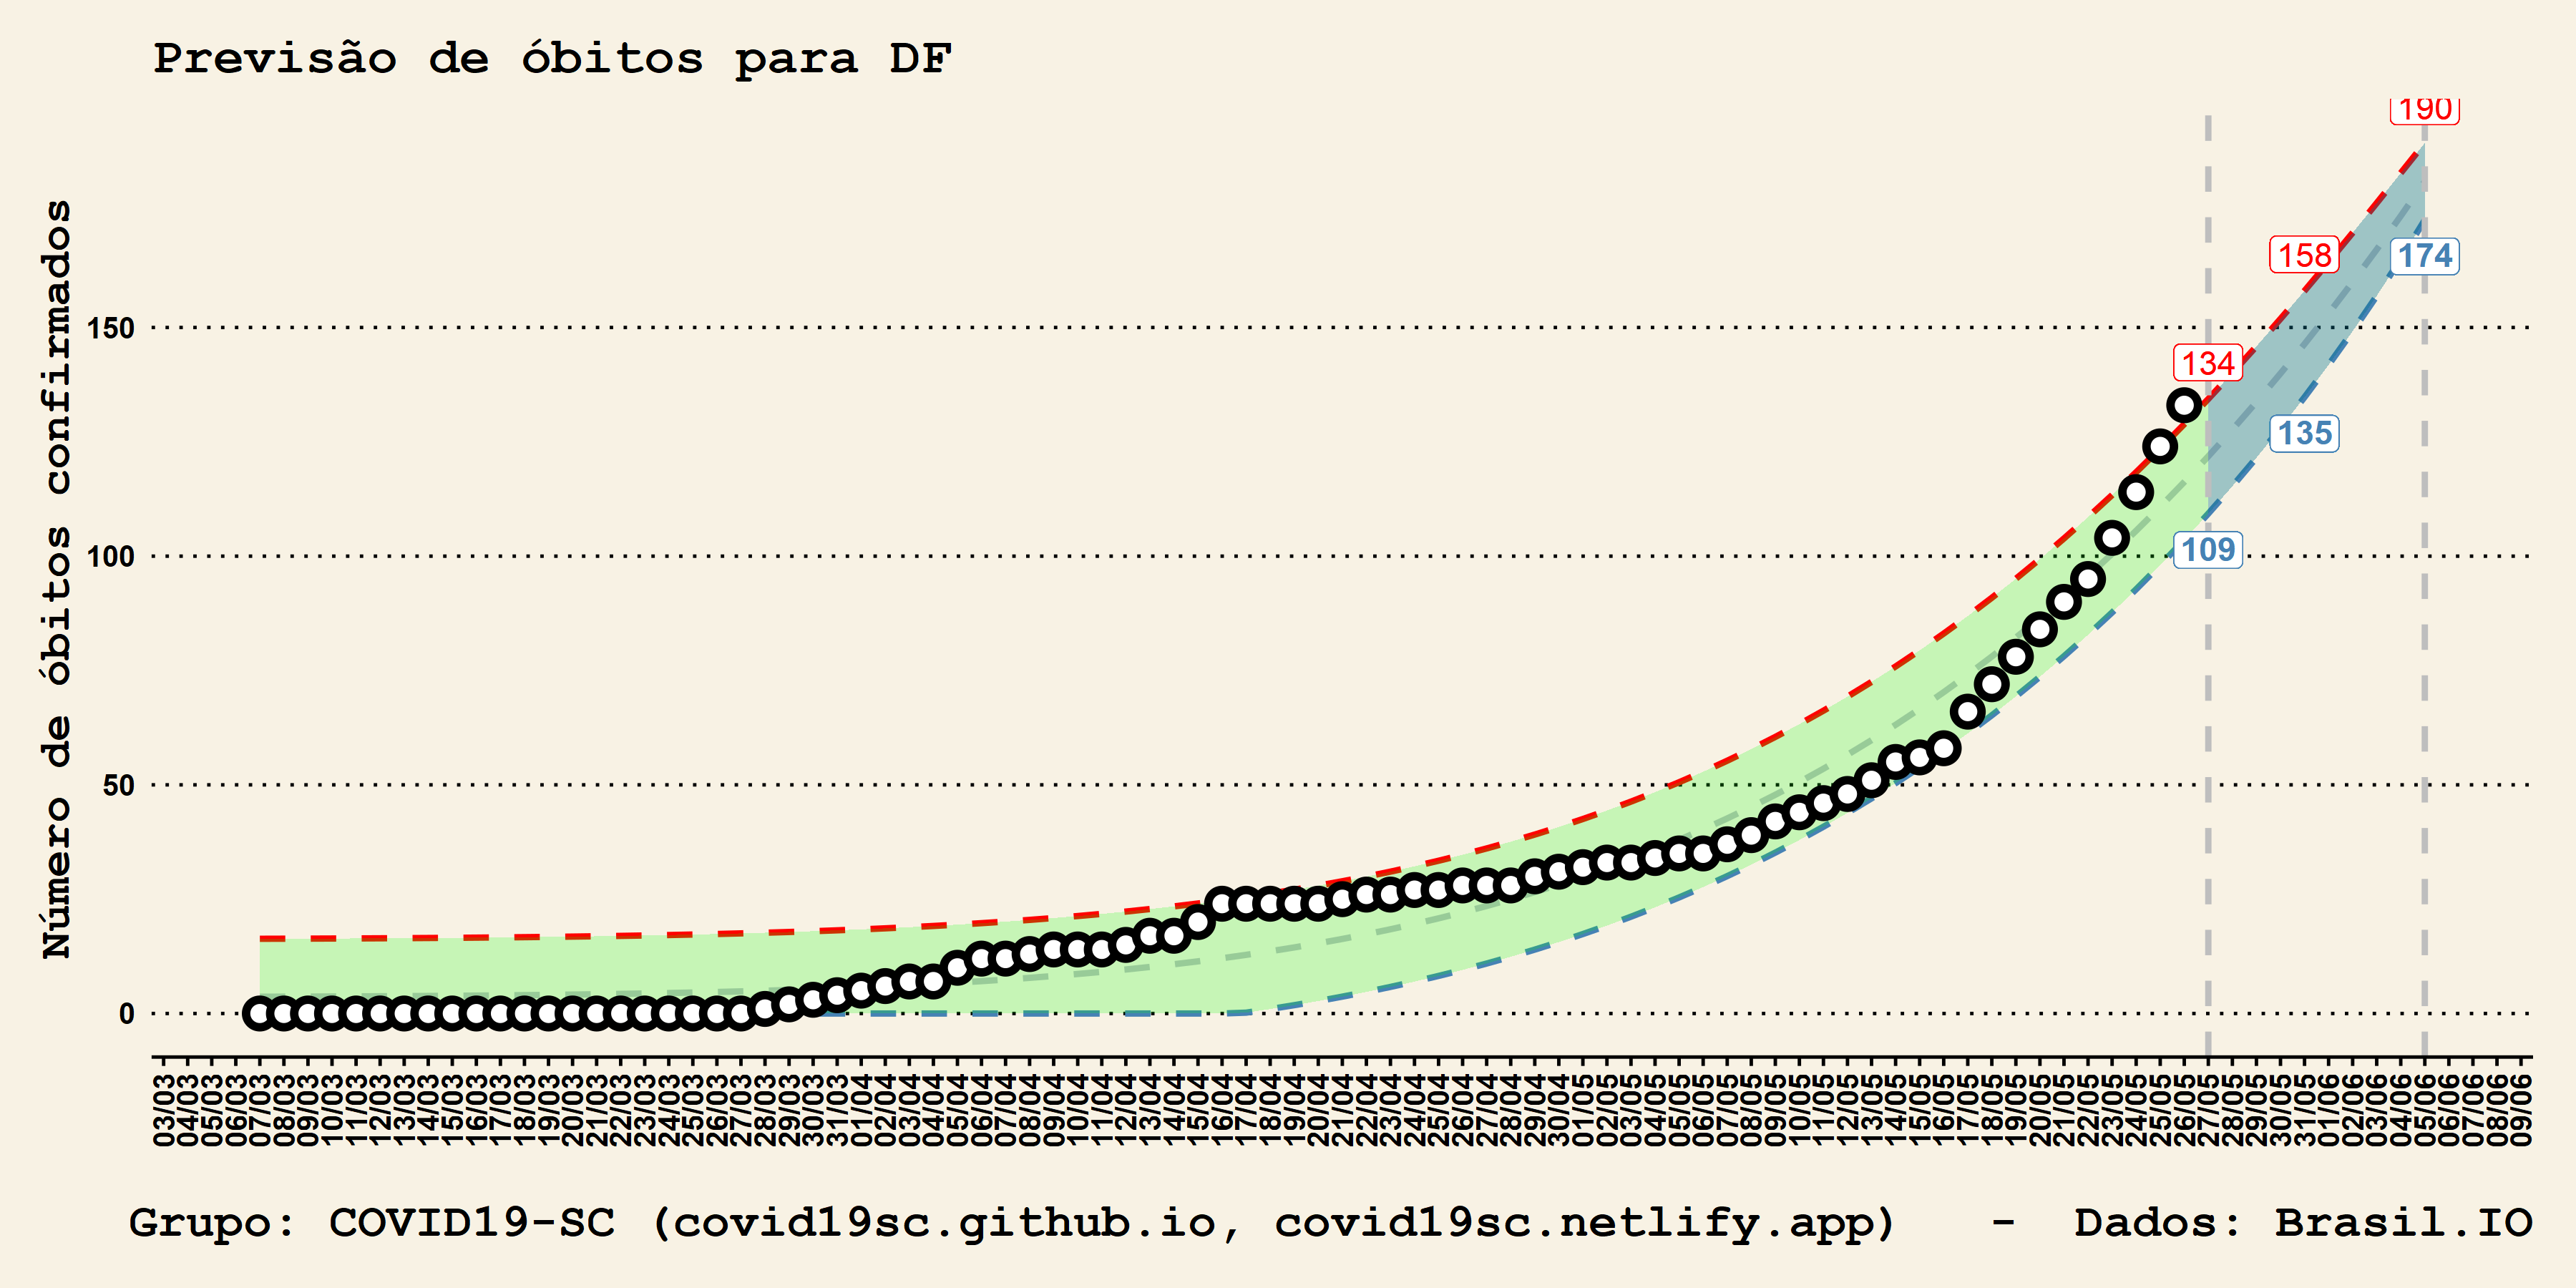 Previsão de óbitos para DF
Número de óbitos confirmados
190
158
174
150
134
135
100
109
50
0
03/03 04/03 05/03 06/03 07/03 08/03 09/03 10/03 11/03 12/03 13/03 14/03 15/03 16/03 17/03 18/03 19/03 20/03 21/03 22/03 23/03 24/03 25/03 26/03 27/03 28/03 29/03 30/03 31/03 01/04 02/04 03/04 04/04 05/04 06/04 07/04 08/04 09/04 10/04 11/04 12/04 13/04 14/04 15/04 16/04 17/04 18/04 19/04 20/04 21/04 22/04 23/04 24/04 25/04 26/04 27/04 28/04 29/04 30/04 01/05 02/05 03/05 04/05 05/05 06/05 07/05 08/05 09/05 10/05 11/05 12/05 13/05 14/05 15/05 16/05 17/05 18/05 19/05 20/05 21/05 22/05 23/05 24/05 25/05 26/05 27/05 28/05 29/05 30/05 31/05 01/06 02/06 03/06 04/06 05/06 06/06 07/06 08/06 09/06
Grupo: COVID19-SC (covid19sc.github.io, covid19sc.netlify.app) - Dados: Brasil.IO